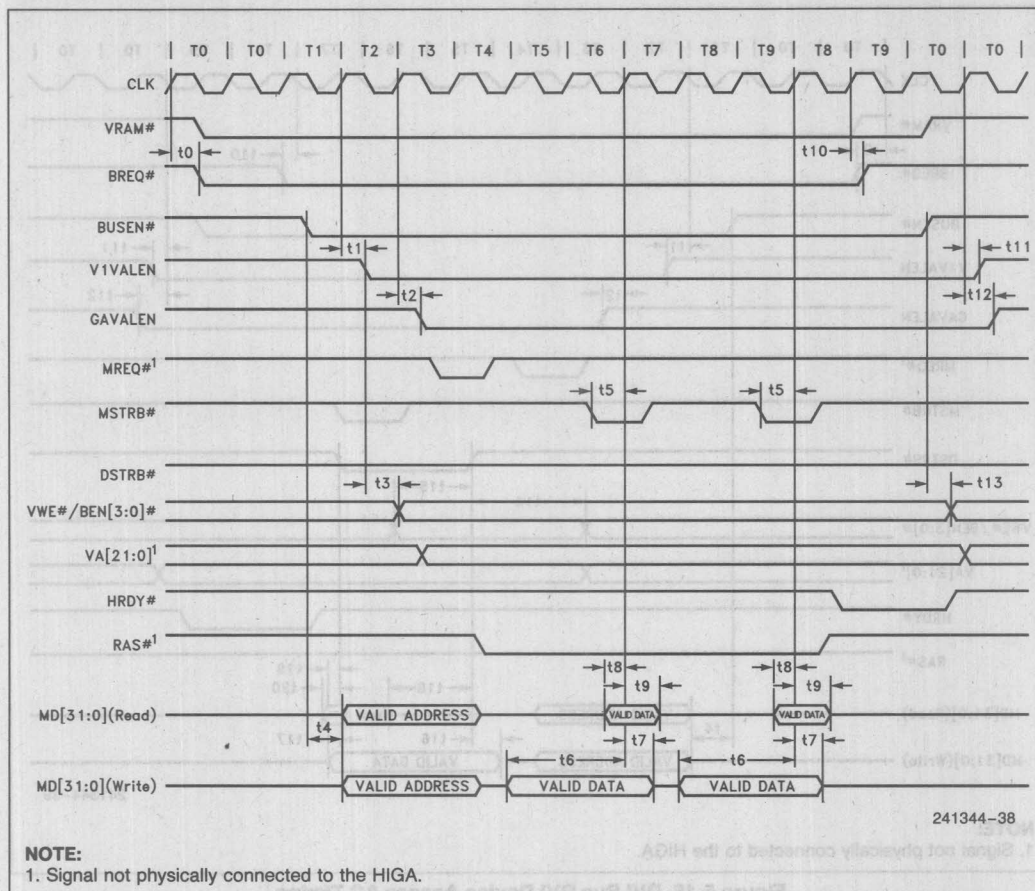 T0 T0 T1 T2 T3 T4 T5 T6 T7 T8 T9 T8 T9 T0 T0
CLK
VRAM#
t0 t10
BREQ#
BUSEN#
t1 t11
V1VALEN
t2 t12
GAVALEN
MREQ#1
t5 t5
MSTRB#
DSTRB#
t3 t13
VWE#/BEN[3:0]#
VA[21:0]1
HRDY#
RAS#1
t8 t9 t8 t9
MD[31:0](Read) VALID ADDRESS VALID DATA VALID DATA
t4 t7 t7
t6 t6
MD[31:0](Write) VALID ADDRESS VALID DATA VALID DATA
241344–38
NOTE:
1. Signal not physically connected to the HIGA.